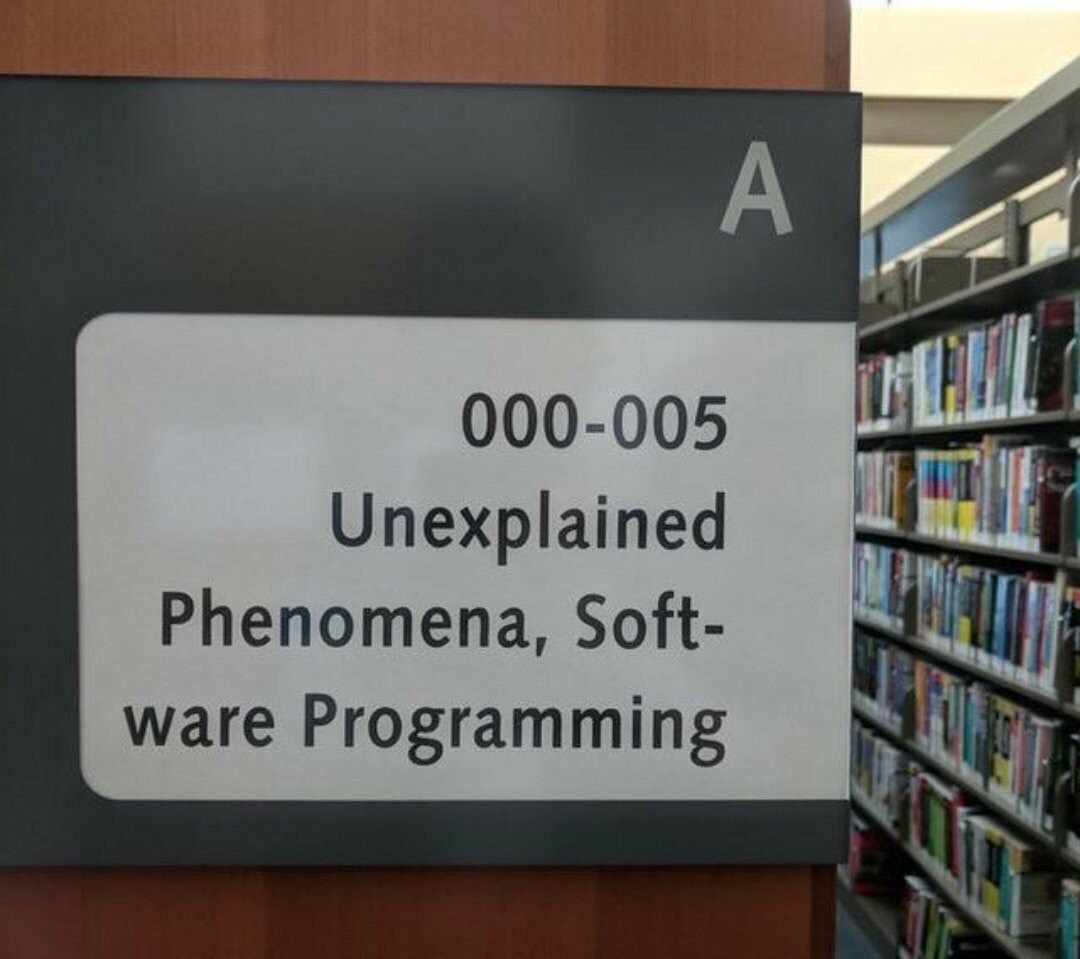 A
000-005
Unexplained
Phenomena, Soft-
ware Programming